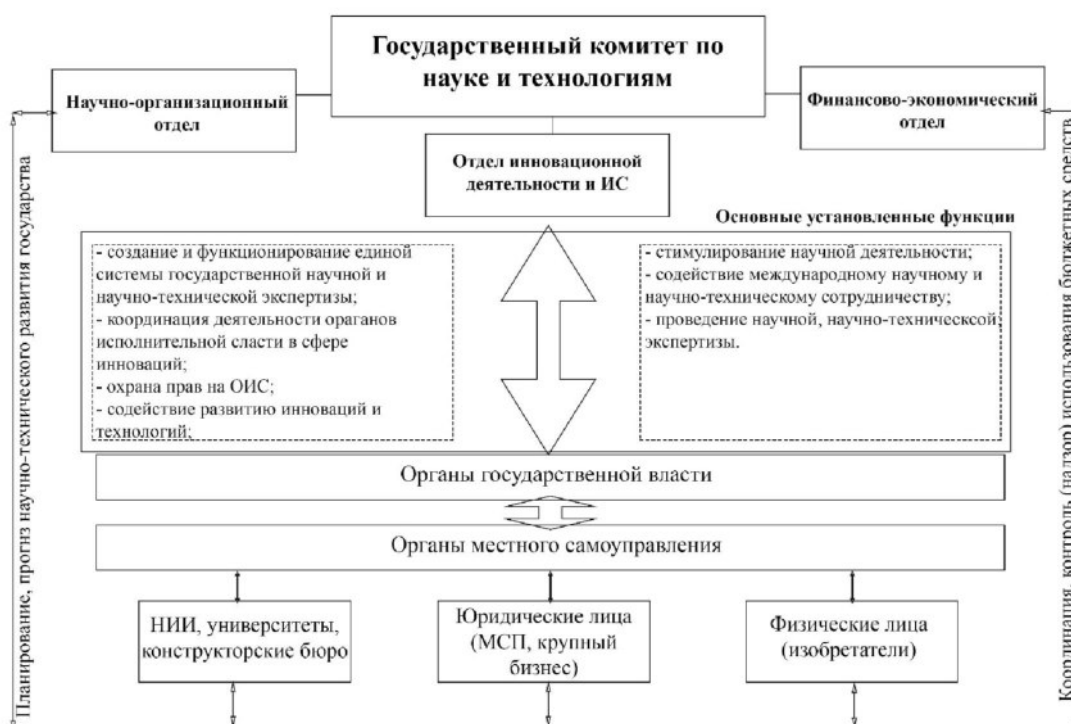 Государственный комитет по
науке и технологиям
Научно-организационный
отдел
Финансово-экономический
отдел
Отдел инновационной
деятельности и ИС
Основные установленные функции
- создание и функционирование единой
системы государственной научной и
научно-технической экспертизы;
- координация деятельности ораганов
исполнительной сласти в сфере
инноваций;
- охрана прав на ОИС;
- содействие развитию инноваций и
технологий;
- стимулирование научной деятельности;
- содействие международному научному и
научно-техническому сотрудничеству;
- проведение научной, научно-техничексой
экспертизы.
Органы государственной власти
Органы местного самоуправления
НИИ, университеты,
конструкторские бюро
Юридические лица
(МСП, крупный
бизнес)
Физические лица
(изобретатели)
Планирование, прогнз научно-технического развития государства
Координация, контроль (надзор) использования бюджетных средств